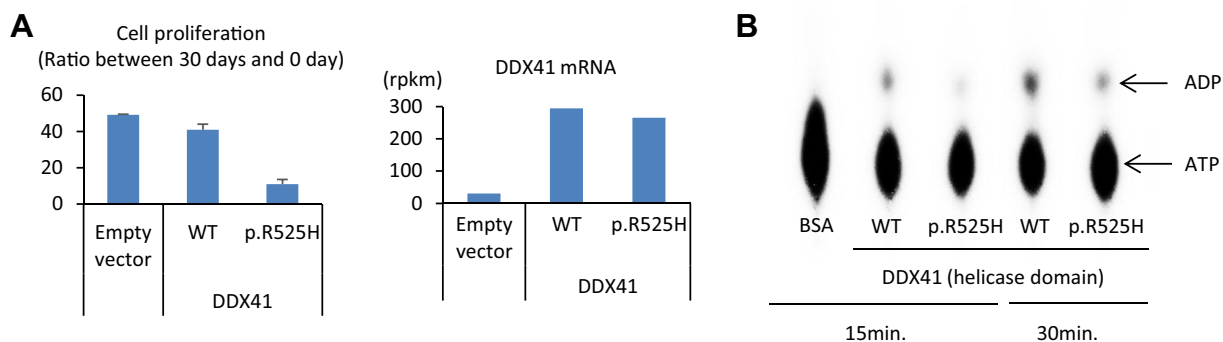 A
Cell proliferation
(Ratio between 30 days and 0 day)
60
40
20
0
Empty vector
WT
p.R525H
DDX41
DDX41 mRNA
(rpkm)
300
200
100
0
Empty vector
WT
p.R525H
DDX41
B
ADP
ATP
BSA
WT
p.R525H
WT
p.R525H
DDX41 (helicase domain)
15min.
30min.